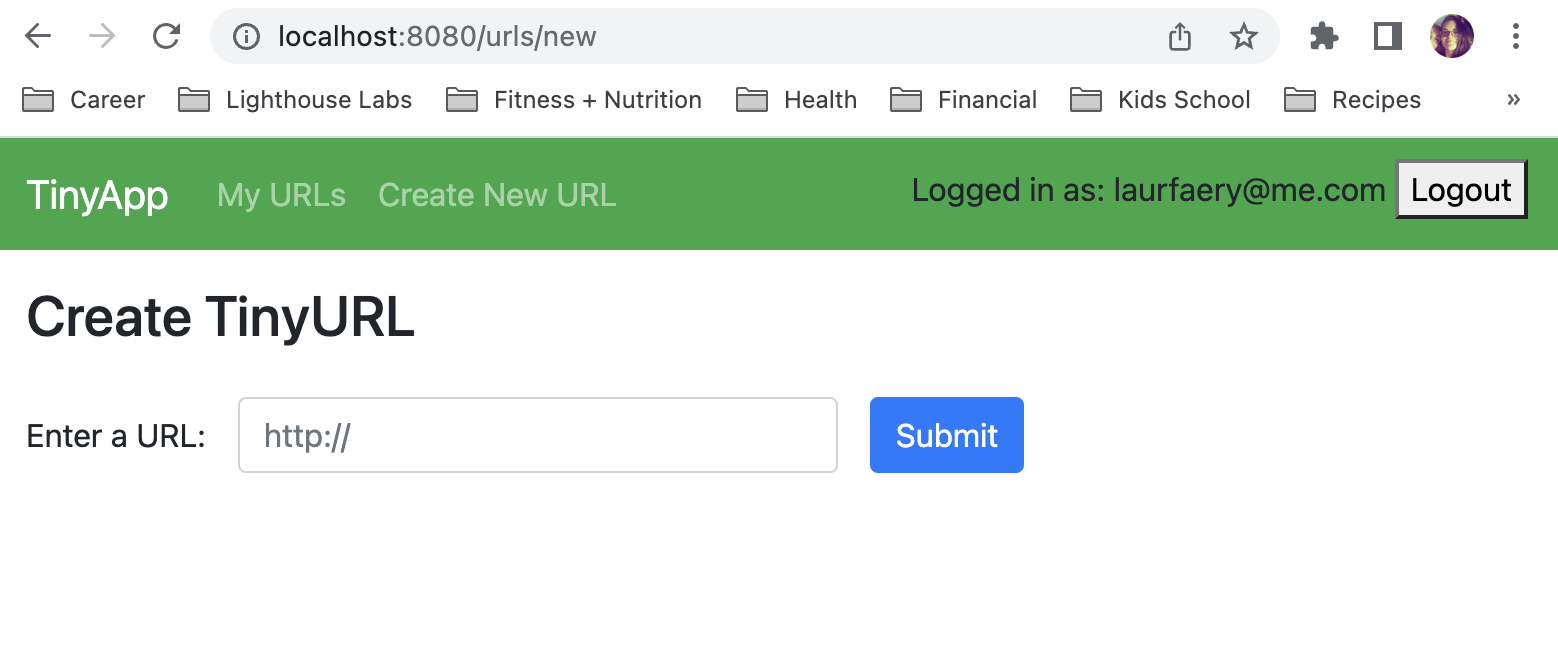 localhost:8080/urls/new
Career Lighthouse Labs Fitness + Nutrition Health Financial Kids School Recipes »
TinyApp My URLs Create New URL Logged in as: laurfaery@me.com Logout
Create TinyURL
Enter a URL: http:// Submit